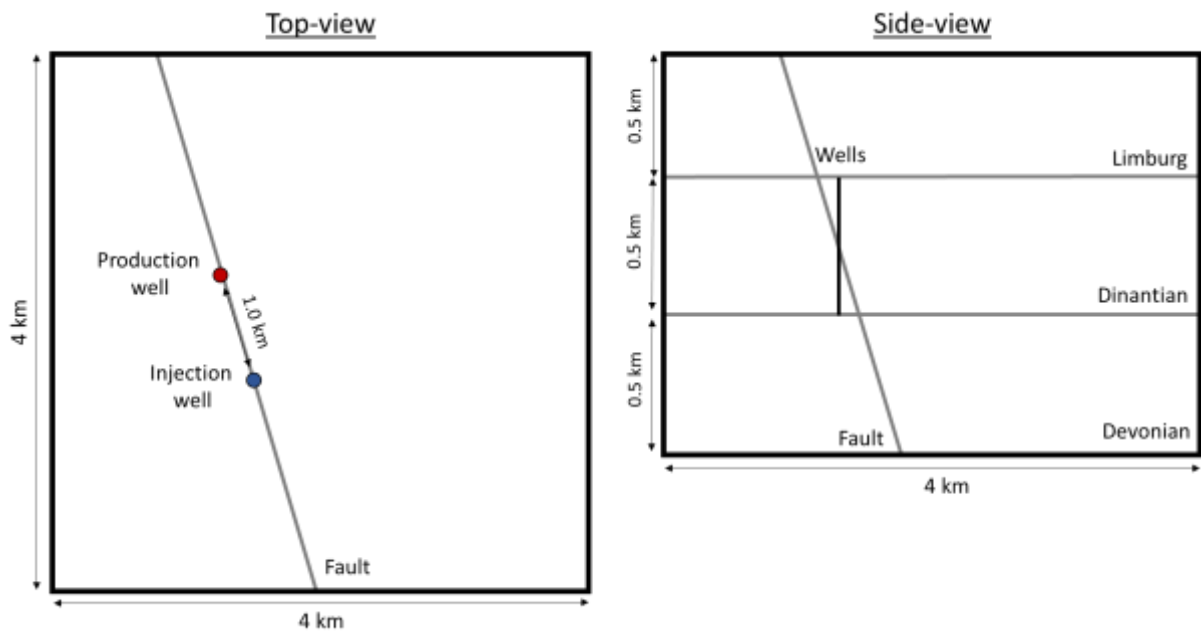 Top-view
Production
well
1.0 km
Injection
well
4 km
Fault
4 km
Side-view
0.5 km
Wells
Limburg
0.5 km
Dinantian
0.5 km
Fault
Devonian
4 km